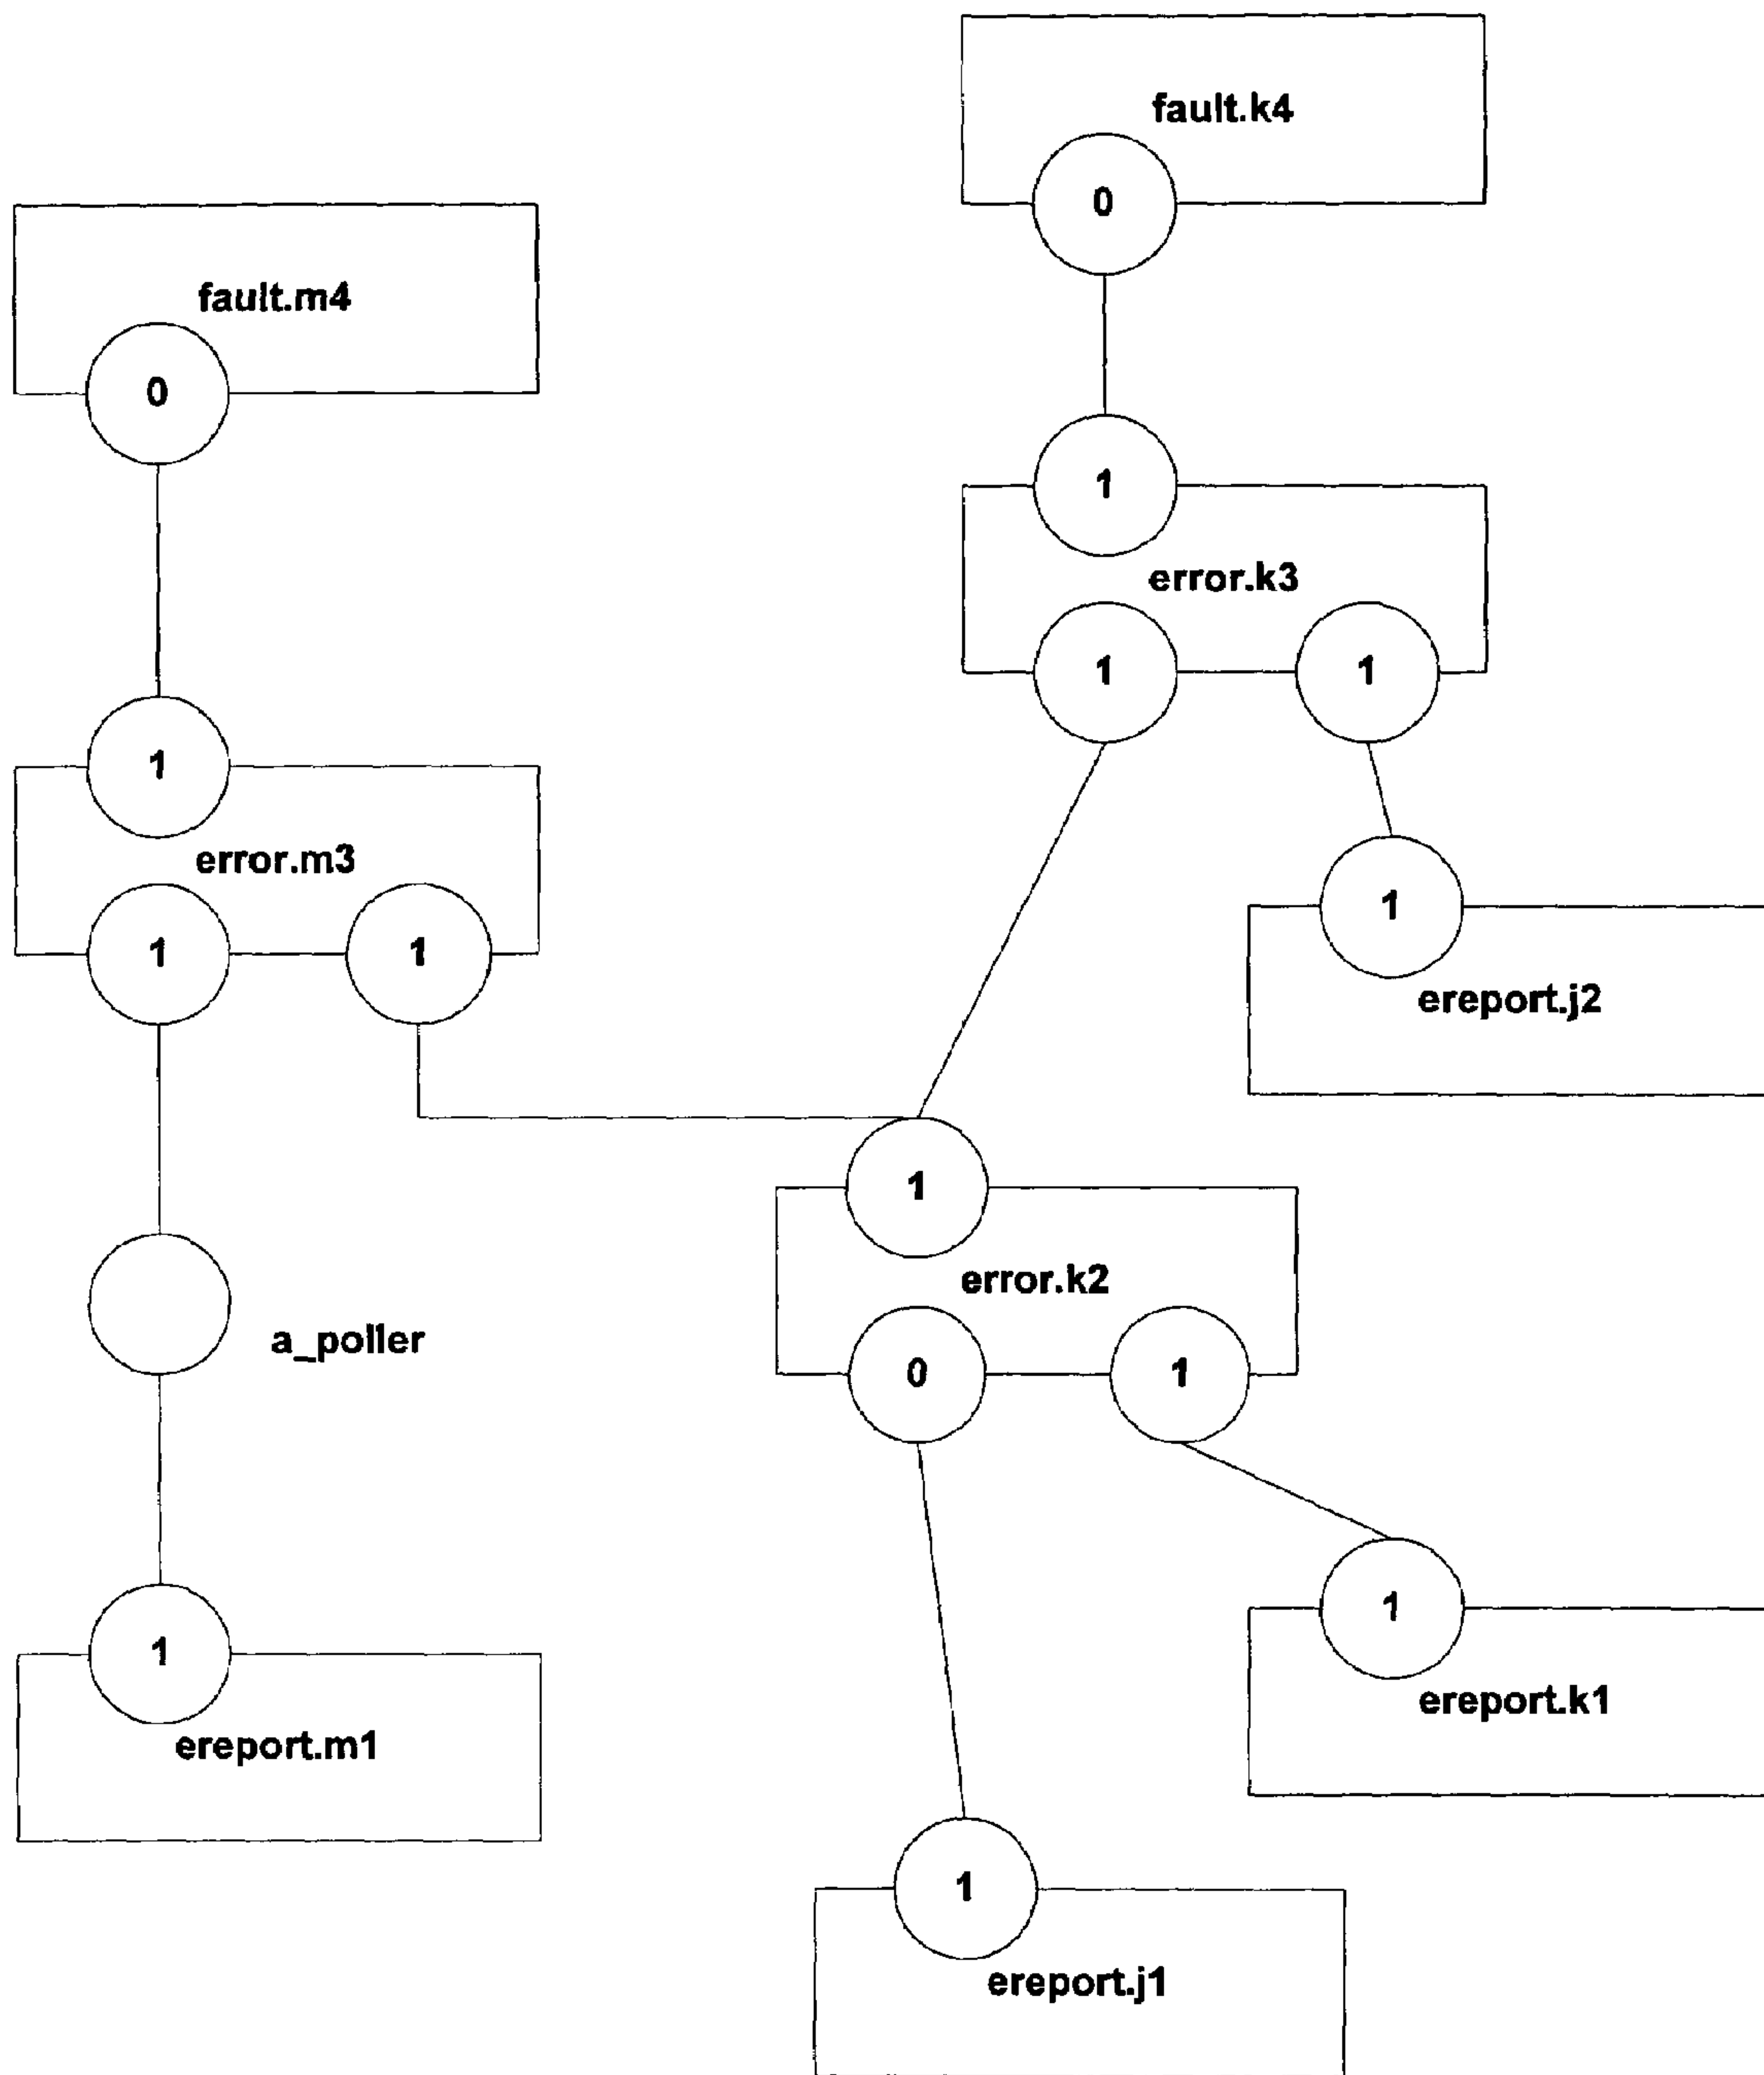 fault.k4
0
fault.m4
0
1
error.k3
1 1
1
error.m3
1 1
1
ereport.j2
1
error.k2
a_poller
0 1
1
ereport.k1
1
ereport.m1
1
ereport.j1